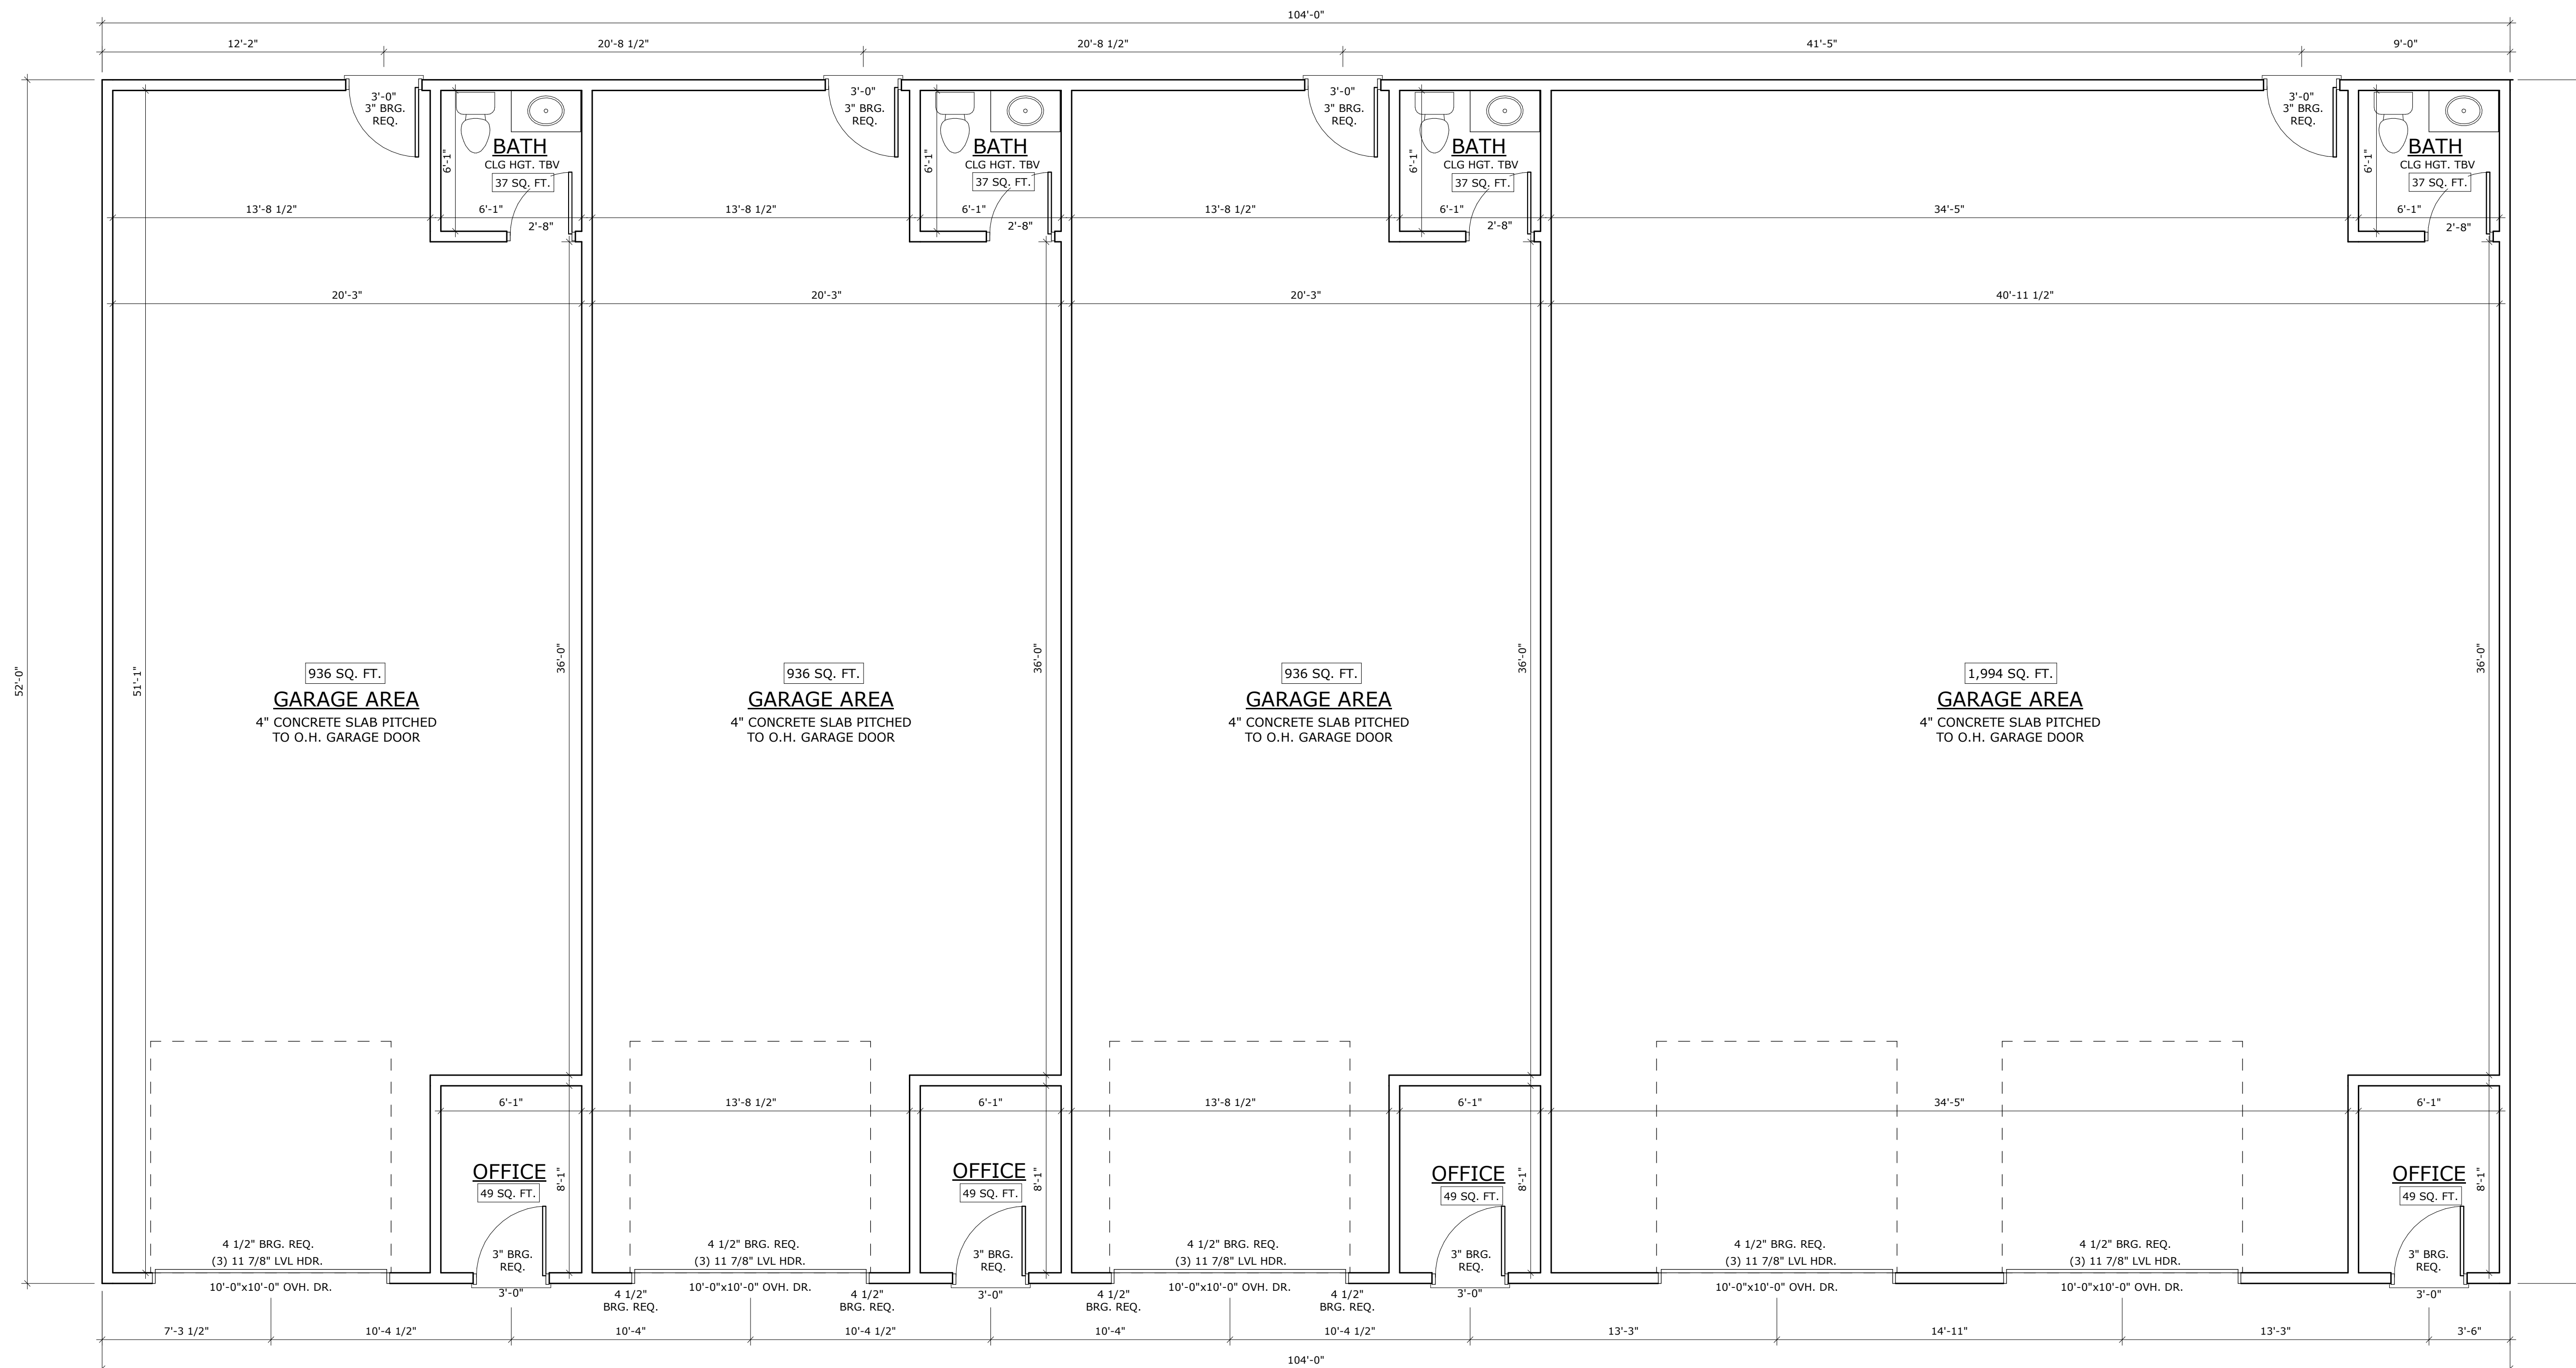 104'-0"
12'-2"
20'-8 1/2"
20'-8 1/2"
41'-5"
9'-0"
3'-0"
3" BRG.
REQ.
3'-0"
3" BRG.
REQ.
3'-0"
3" BRG.
REQ.
3'-0"
3" BRG.
REQ.
BATH
CLG HGT. TBV
37 SQ. FT.
BATH
CLG HGT. TBV
37 SQ. FT.
BATH
CLG HGT. TBV
37 SQ. FT.
BATH
CLG HGT. TBV
37 SQ. FT.
6'-1"
6'-1"
6'-1"
6'-1"
13'-8 1/2"
6'-1"
13'-8 1/2"
6'-1"
13'-8 1/2"
6'-1"
34'-5"
6'-1"
2'-8"
2'-8"
2'-8"
2'-8"
20'-3"
20'-3"
20'-3"
40'-11 1/2"
52'-0"
51'-1"
36'-0"
36'-0"
36'-0"
36'-0"
936 SQ. FT.
GARAGE AREA
4" CONCRETE SLAB PITCHED
TO O.H. GARAGE DOOR
936 SQ. FT.
GARAGE AREA
4" CONCRETE SLAB PITCHED
TO O.H. GARAGE DOOR
936 SQ. FT.
GARAGE AREA
4" CONCRETE SLAB PITCHED
TO O.H. GARAGE DOOR
1,994 SQ. FT.
GARAGE AREA
4" CONCRETE SLAB PITCHED
TO O.H. GARAGE DOOR
6'-1"
13'-8 1/2"
6'-1"
13'-8 1/2"
6'-1"
34'-5"
6'-1"
OFFICE
49 SQ. FT.
8'-1"
OFFICE
49 SQ. FT.
8'-1"
OFFICE
49 SQ. FT.
8'-1"
OFFICE
49 SQ. FT.
8'-1"
4 1/2" BRG. REQ.
(3) 11 7/8" LVL HDR.
10'-0"x10'-0" OVH. DR.
3" BRG.
REQ.
3'-0"
4 1/2"
BRG. REQ.
4 1/2" BRG. REQ.
(3) 11 7/8" LVL HDR.
10'-0"x10'-0" OVH. DR.
4 1/2"
BRG. REQ.
3" BRG.
REQ.
3'-0"
4 1/2"
BRG. REQ.
4 1/2" BRG. REQ.
(3) 11 7/8" LVL HDR.
10'-0"x10'-0" OVH. DR.
4 1/2"
BRG. REQ.
3" BRG.
REQ.
3'-0"
4 1/2" BRG. REQ.
(3) 11 7/8" LVL HDR.
10'-0"x10'-0" OVH. DR.
4 1/2" BRG. REQ.
(3) 11 7/8" LVL HDR.
10'-0"x10'-0" OVH. DR.
3" BRG.
REQ.
3'-0"
7'-3 1/2"
10'-4 1/2"
10'-4"
10'-4 1/2"
10'-4"
10'-4 1/2"
13'-3"
14'-11"
13'-3"
3'-6"
104'-0"